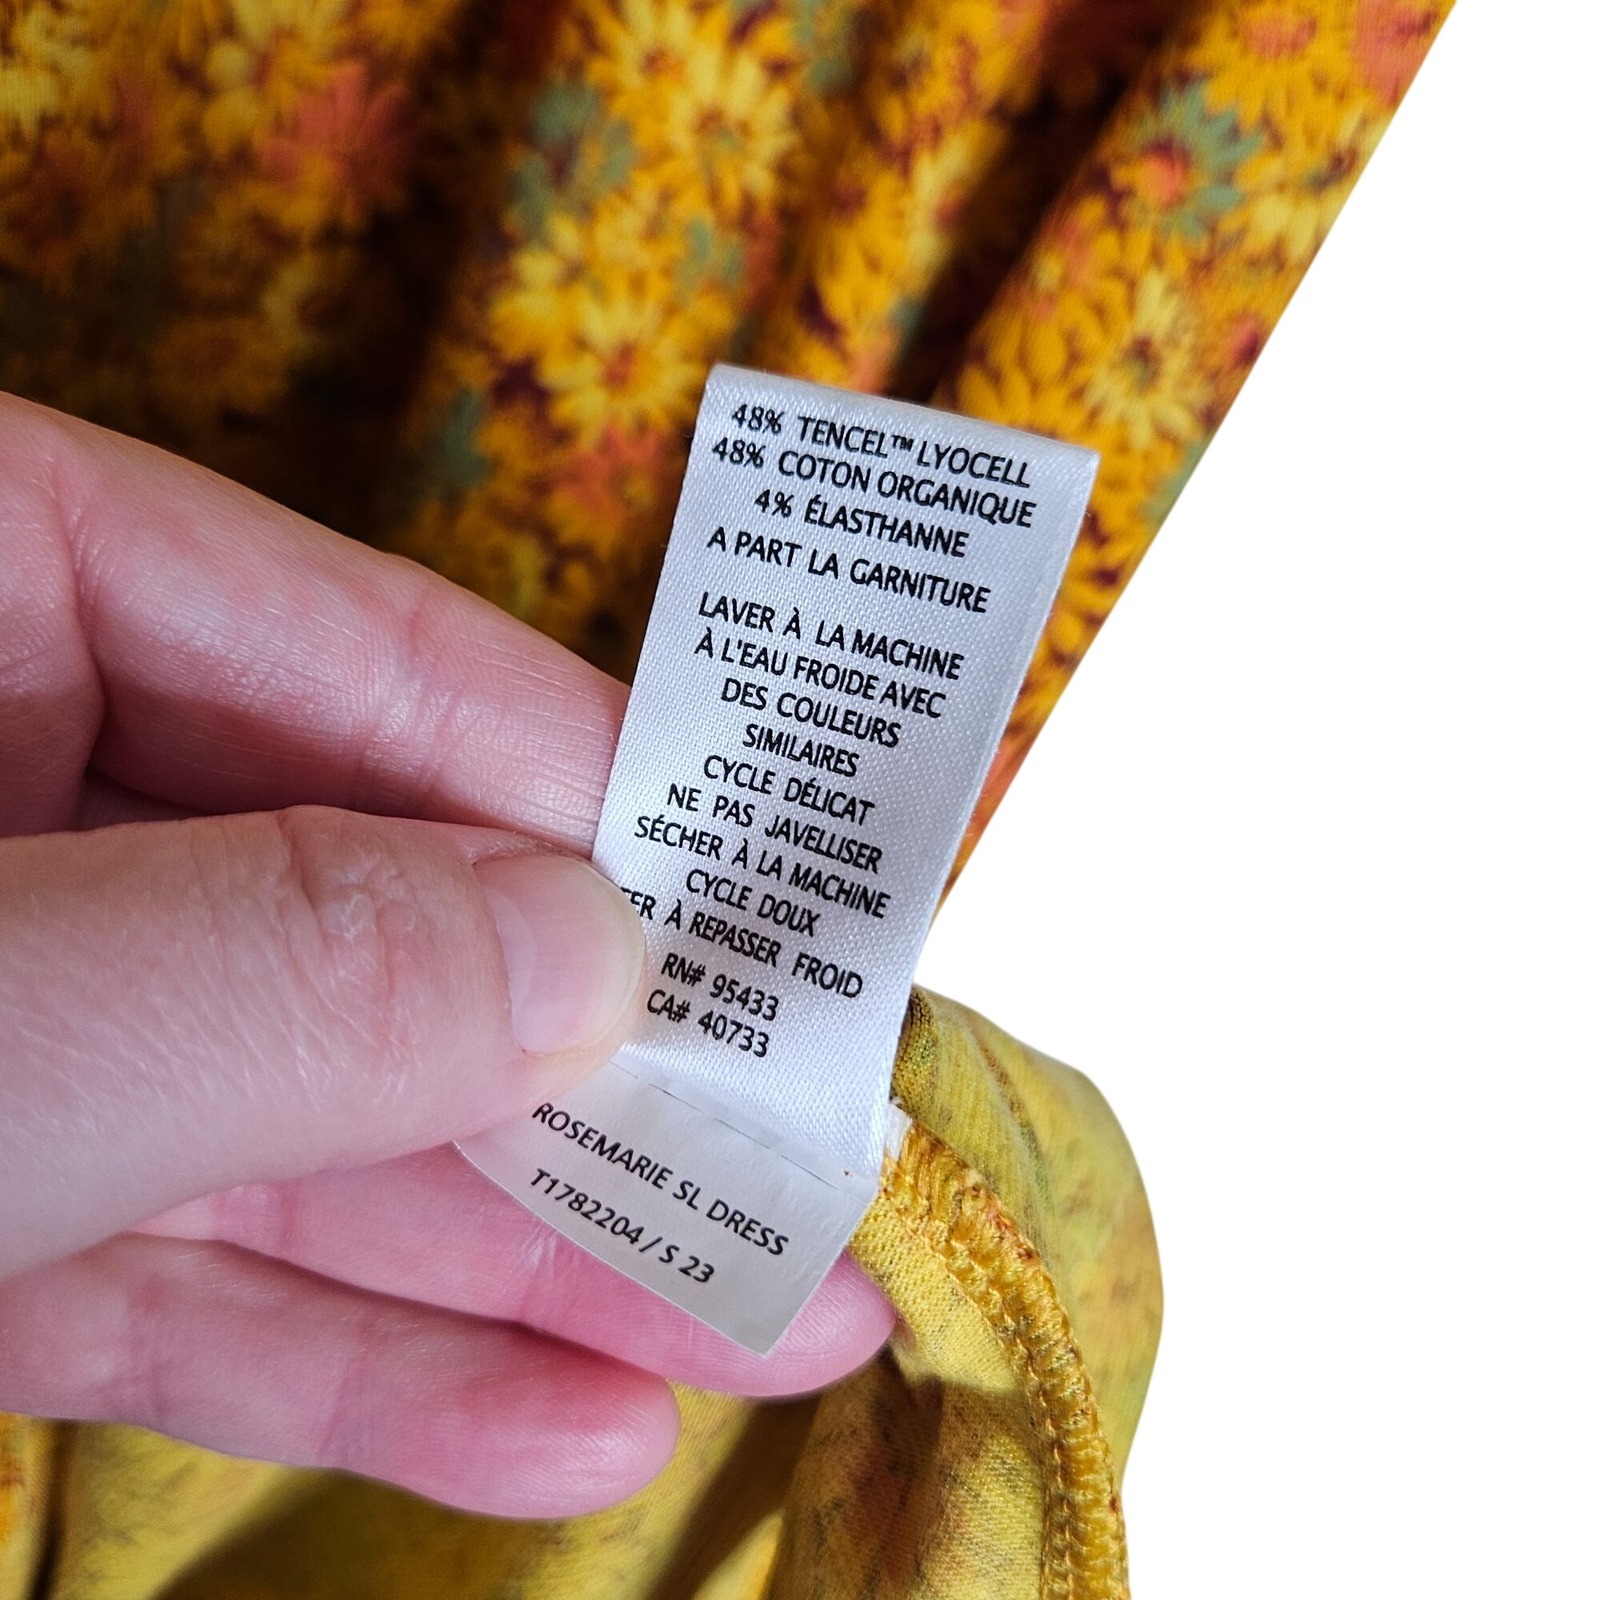 48% TENCEL™ LYOCELL
48% COTON ORGANIQUE
4% ÉLASTHANNE
A PART LA GARNITURE
LAVER À LA MACHINE
À L'EAU FROIDE AVEC
DES COULEURS
SIMILAIRES
CYCLE DÉLICAT
NE PAS JAVELLISER
SÉCHER À LA MACHINE
CYCLE DOUX
À REPASSER FROID
RN# 95433
CA# 40733
ROSEMARIE SL DRESS
T1782204 / S 23